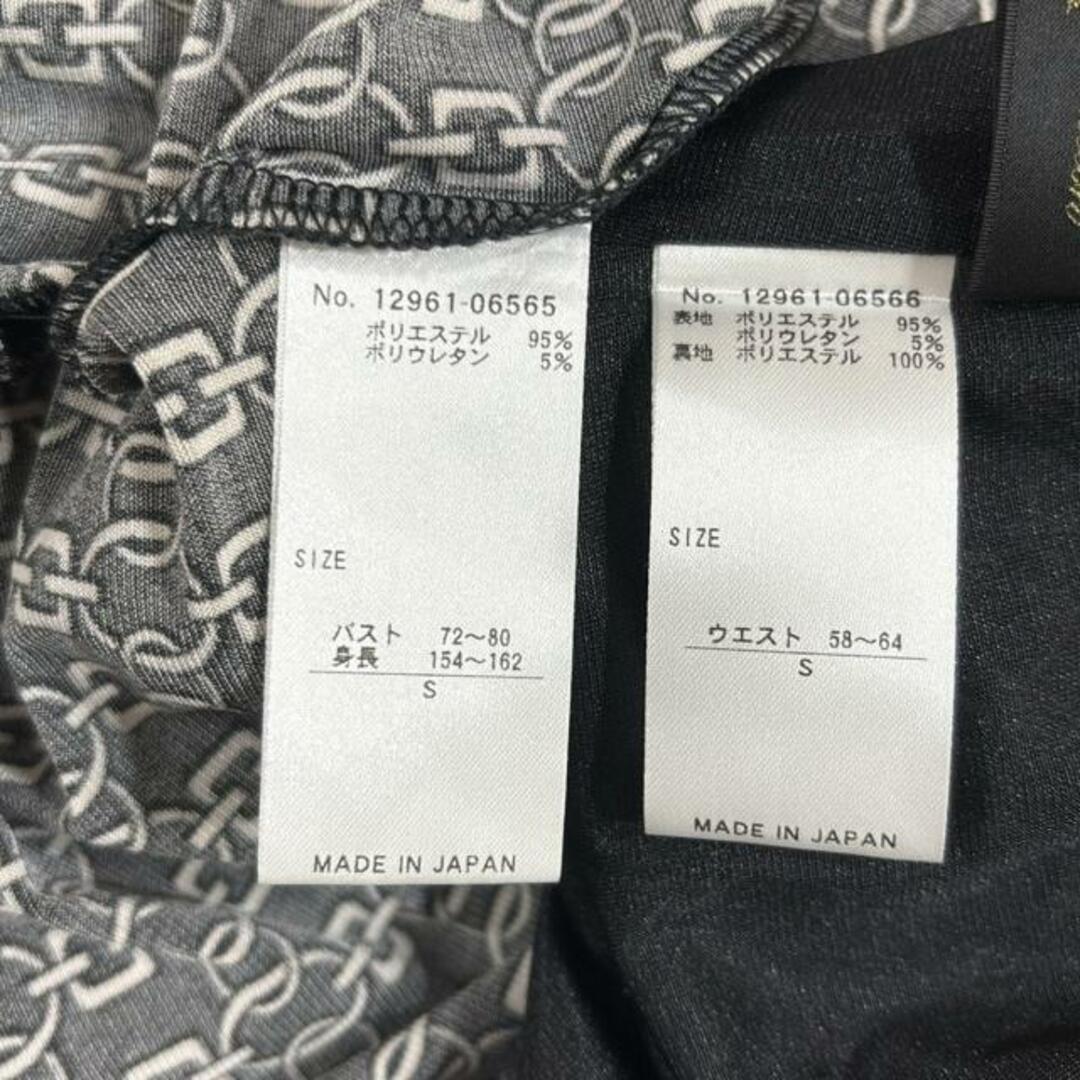 No. 12961-06565
ポリエステル 95%
ポリウレタン 5%
SIZE
バスト 72～80
身長 154～162
S
MADE IN JAPAN
No. 12961-06566
表地 ポリエステル 95%
ポリウレタン 5%
裏地 ポリエステル 100%
SIZE
ウエスト 58～64
S
MADE IN JAPAN